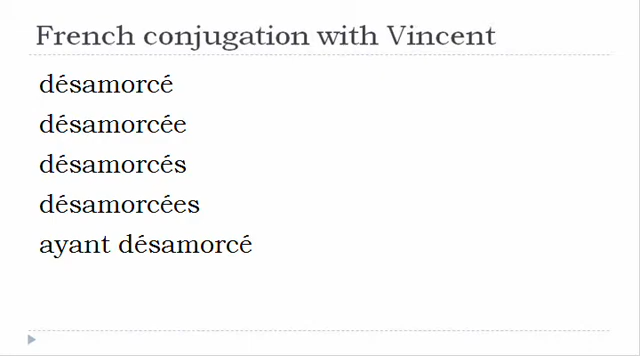 French conjugation with Vincent
désamorcé
désamorcée
désamorcés
désamorcées
ayant désamorcé